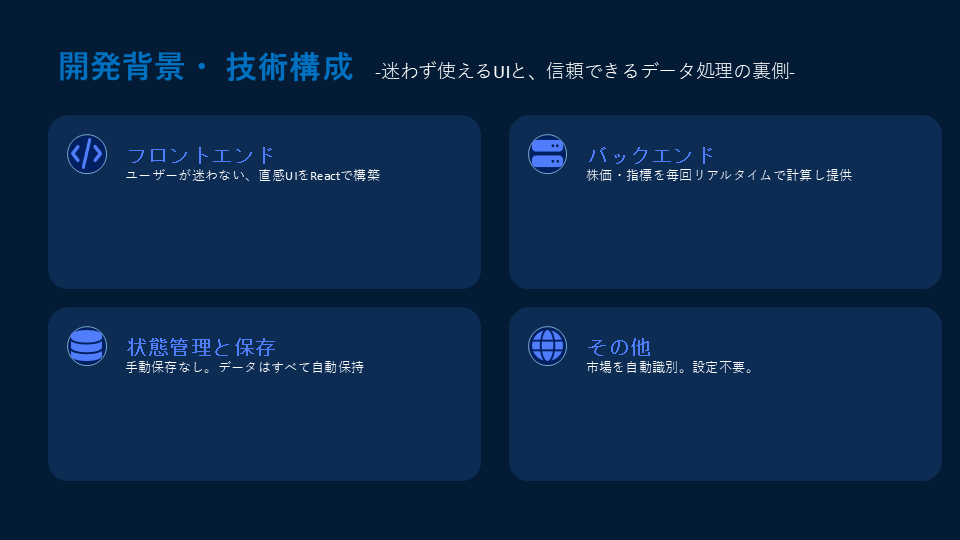 開発背景・ 技術構成 -迷わず使えるUIと、信頼できるデータ処理の裏側-
フロントエンド
ユーザーが迷わない、直感UIをReactで構築
バックエンド
株価・指標を毎回リアルタイムで計算し提供
状態管理と保存
手動保存なし。データはすべて自動保持
その他
市場を自動識別。設定不要。